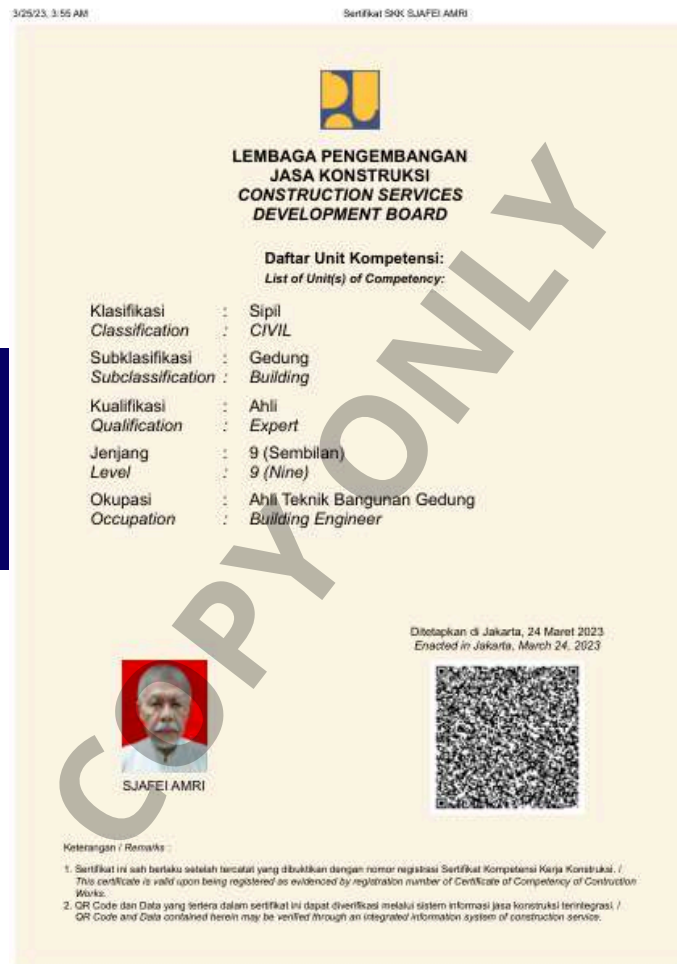 3/25/23, 3:55 AM
Sertifikat SKK SJAFEI AMRI
LEMBAGA PENGEMBANGAN
JASA KONSTRUKSI
CONSTRUCTION SERVICES
DEVELOPMENT BOARD
Daftar Unit Kompetensi:
List of Unit(s) of Competency:
Klasifikasi : Sipil
Classification : CIVIL
Subklasifikasi : Gedung
Subclassification : Building
Kualifikasi : Ahli
Qualification : Expert
Jenjang : 9 (Sembilan)
Level : 9 (Nine)
Okupasi : Ahli Teknik Bangunan Gedung
Occupation : Building Engineer
COPY ONLY
Ditetapkan di Jakarta, 24 Maret 2023
Enacted in Jakarta, March 24, 2023
SJAFEI AMRI
Keterangan / Remarks :
1. Sertifikat ini sah berlaku setelah tercatat yang dibuktikan dengan nomor registrasi Sertifikat Kompetensi Kerja Konstruksi. /
This certificate is valid upon being registered as evidenced by registration number of Certificate of Competency of Contruction
Works.
2. QR Code dan Data yang tertera dalam sertifikat ini dapat diverifikasi melalui sistem informasi jasa konstruksi terintegrasi. /
QR Code and Data contained herein may be verified through an integrated information system of construction service.